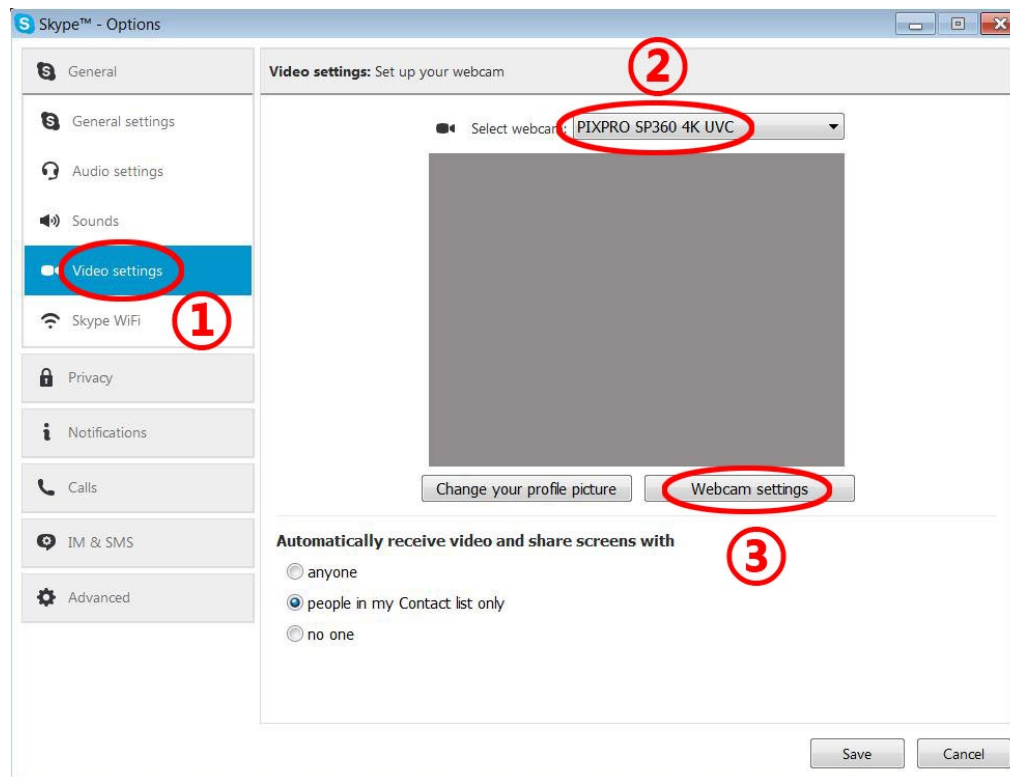 Skype™ - Options
General
General settings
Audio settings
Sounds
Video settings
Skype WiFi
1
Privacy
Notifications
Calls
IM & SMS
Advanced
Video settings: Set up your webcam
2
Select webcam: PIXPRO SP360 4K UVC
Change your profile picture Webcam settings
3
Automatically receive video and share screens with
anyone
people in my Contact list only
no one
Save Cancel